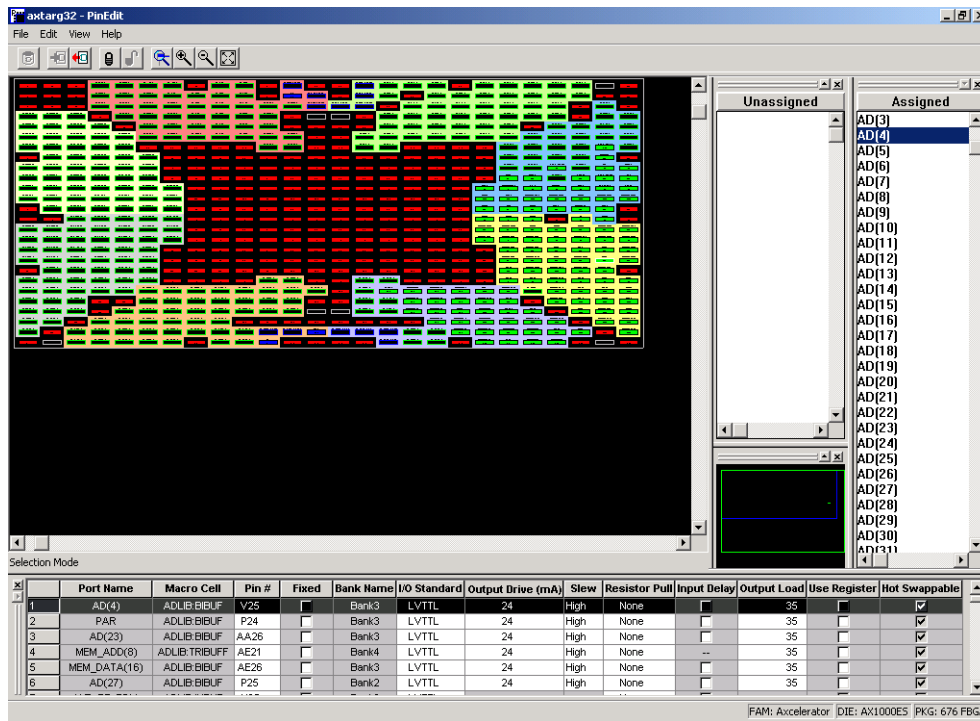 axtarg32 - PinEdit
File Edit View Help
Unassigned
Assigned
AD(3)
AD(4)
AD(5)
AD(6)
AD(7)
AD(8)
AD(9)
AD(10)
AD(11)
AD(12)
AD(13)
AD(14)
AD(15)
AD(16)
AD(17)
AD(18)
AD(19)
AD(20)
AD(21)
AD(22)
AD(23)
AD(24)
AD(25)
AD(26)
AD(27)
AD(28)
AD(29)
AD(30)
AD(31)
Selection Mode
Port Name Macro Cell Pin # Fixed Bank Name I/O Standard Output Drive (mA) Slew Resistor Pull Input Delay Output Load Use Register Hot Swappable
1 AD(4) ADLIB:BIBUF V25 Bank3 LVTTL 24 High None 35
2 PAR ADLIB:BIBUF P24 Bank3 LVTTL 24 High None 35
3 AD(23) ADLIB:BIBUF AA26 Bank3 LVTTL 24 High None 35
4 MEM_ADD(8) ADLIB:TRIBUFF AE21 Bank4 LVTTL 24 High None -- 35
5 MEM_DATA(16) ADLIB:BIBUF AE26 Bank3 LVTTL 24 High None 35
6 AD(27) ADLIB:BIBUF P25 Bank2 LVTTL 24 High None 35
FAM: Axcelerator DIE: AX1000ES PKG: 676 FBG